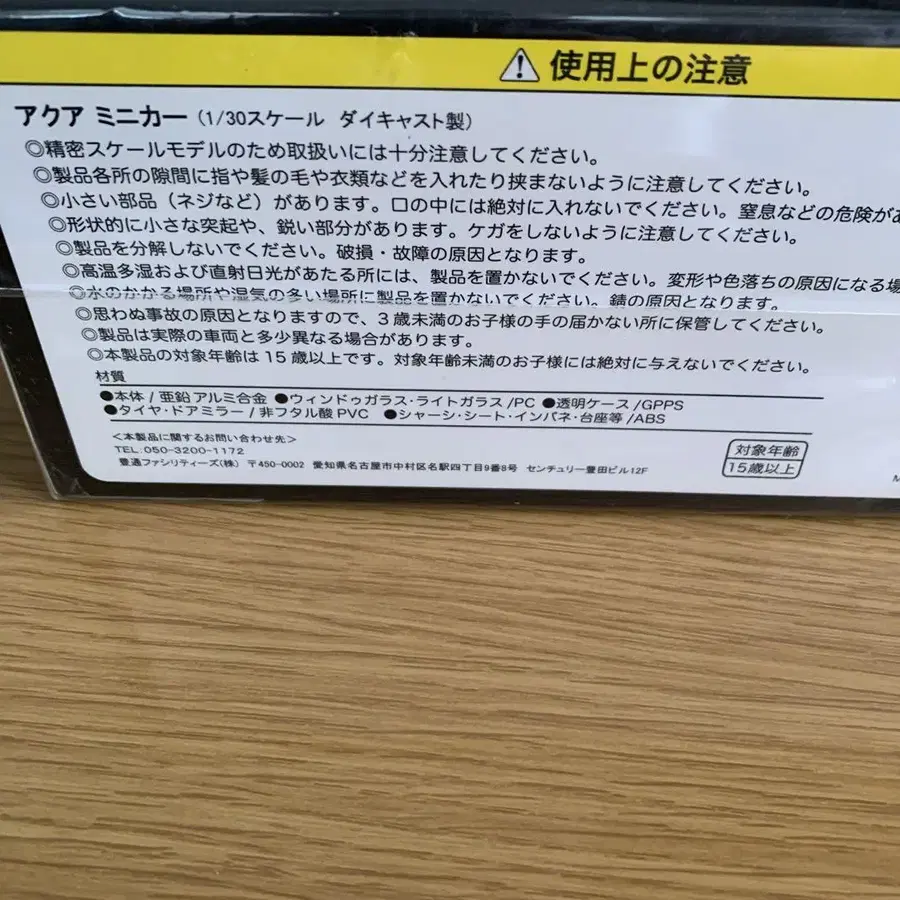 ⚠ 使用上の注意
アクア ミニカー (1/30スケール ダイキャスト製)
◎精密スケールモデルのため取扱いには十分注意してください。
◎製品各所の隙間に指や髪の毛や衣類などを入れたり挟まないように注意してください。
◎小さい部品(ネジなど)があります。口の中には絶対に入れないでください。窒息などの危険があ
◎形状的に小さな突起や、鋭い部分があります。ケガをしないように注意してください。
◎製品を分解しないでください。破損・故障の原因となります。
◎高温多湿および直射日光があたる所には、製品を置かないでください。変形や色落ちの原因になる場
◎水のかかる場所や湿気の多い場所に製品を置かないでください。錆の原因となります。
◎思わぬ事故の原因となりますので、3歳未満のお子様の手の届かない所に保管してください。
◎製品は実際の車両と多少異なる場合があります。
◎本製品の対象年齢は15歳以上です。対象年齢未満のお子様には絶対に与えないでください。
材質
●本体/亜鉛アルミ合金 ●ウィンドゥガラス・ライトガラス/PC ●透明ケース/GPPS
●タイヤ・ドアミラー/非フタル酸PVC ●シャーシ・シート・インパネ・台座等/ABS
<本製品に関するお問い合わせ先>
TEL.050-3200-1172
豊通ファシリティーズ(株) 〒450-0002 愛知県名古屋市中村区名駅四丁目9番8号 センチュリー豊田ビル12F
対象年齢
15歳以上